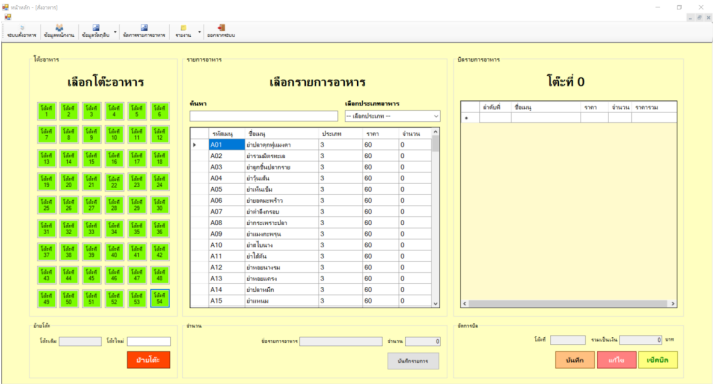 หน้าหลัก - [สั่งอาหาร]
ระบบสั่งอาหาร ข้อมูลพนักงาน ข้อมูลวัตถุดิบ จัดการรายการอาหาร รายงาน ออกจากระบบ
โต๊ะอาหาร
เลือกโต๊ะอาหาร
โต๊ะที่ 1 โต๊ะที่ 2 โต๊ะที่ 3 โต๊ะที่ 4 โต๊ะที่ 5 โต๊ะที่ 6
โต๊ะที่ 7 โต๊ะที่ 8 โต๊ะที่ 9 โต๊ะที่ 10 โต๊ะที่ 11 โต๊ะที่ 12
โต๊ะที่ 13 โต๊ะที่ 14 โต๊ะที่ 15 โต๊ะที่ 16 โต๊ะที่ 17 โต๊ะที่ 18
โต๊ะที่ 19 โต๊ะที่ 20 โต๊ะที่ 21 โต๊ะที่ 22 โต๊ะที่ 23 โต๊ะที่ 24
โต๊ะที่ 25 โต๊ะที่ 26 โต๊ะที่ 27 โต๊ะที่ 28 โต๊ะที่ 29 โต๊ะที่ 30
โต๊ะที่ 31 โต๊ะที่ 32 โต๊ะที่ 33 โต๊ะที่ 34 โต๊ะที่ 35 โต๊ะที่ 36
โต๊ะที่ 37 โต๊ะที่ 38 โต๊ะที่ 39 โต๊ะที่ 40 โต๊ะที่ 41 โต๊ะที่ 42
โต๊ะที่ 43 โต๊ะที่ 44 โต๊ะที่ 45 โต๊ะที่ 46 โต๊ะที่ 47 โต๊ะที่ 48
โต๊ะที่ 49 โต๊ะที่ 50 โต๊ะที่ 51 โต๊ะที่ 52 โต๊ะที่ 53 โต๊ะที่ 54
ย้ายโต๊ะ
โต๊ะเดิม โต๊ะใหม่
ย้ายโต๊ะ
รายการอาหาร
เลือกรายการอาหาร
ค้นหา เลือกประเภทอาหาร
-- เลือกประเภท --
รหัสเมนู ชื่อเมนู ประเภท ราคา จำนวน
A01 ยำปลาดุกฟูแมงดา 3 60 0
A02 ยำรวมมิตรทะเล 3 60 0
A03 ยำลูกชิ้นปลากราย 3 60 0
A04 ยำวุ้นเส้น 3 60 0
A05 ยำเห็นเข็ม 3 60 0
A06 ยำยอดมะพร้าว 3 60 0
A07 3 60 0
A08 ยำกระเพาะปลา 3 60 0
A09 ยำแมงกะพรุน 3 60 0
A10 3 60 0
A11 3 60 0
A12 ยำหอยนางรม 3 60 0
A13 ยำหอยแครง 3 60 0
A14 ยำปลาหมึก 3 60 0
A15 ยำแหนม 3 60 0
จำนวน
ชื่อรายการอาหาร จำนวน 0
บันทึกรายการ
บิลรายการอาหาร
โต๊ะที่ 0
ลำดับที่ ชื่อเมนู ราคา จำนวน ราคารวม
จัดการบิล
โต๊ะที่ รวมเป็นเงิน 0 บาท
บันทึก แก้ไข เช็คบิล